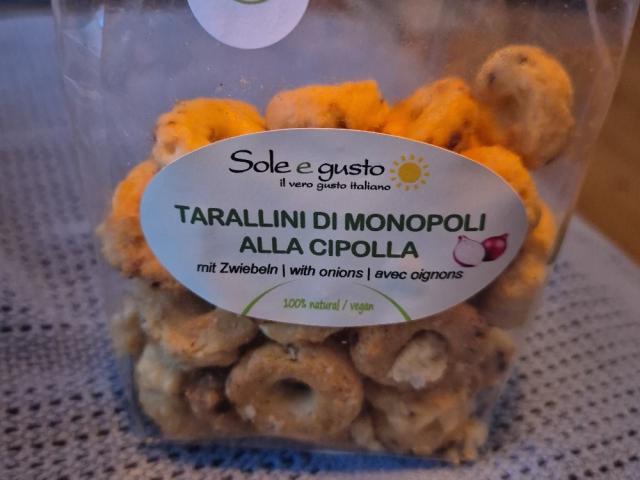 Sole e gusto
il vero gusto italiano
TARALLINI DI MONOPOLI
ALLA CIPOLLA
mit Zwiebeln | with onions | avec oignons
100% natural / vegan